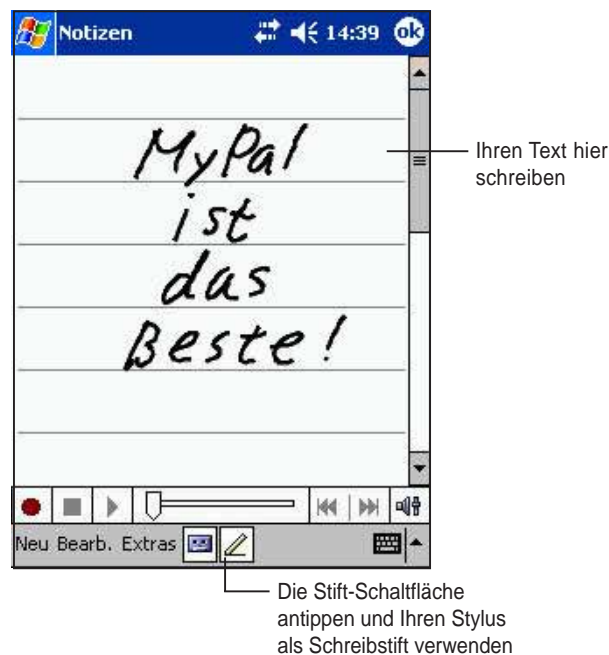 Notizen 14:39 ok
MyPal
ist
das
Beste!
Ihren Text hier
schreiben
Neu Bearb. Extras
Die Stift-Schaltfläche
antippen und Ihren Stylus
als Schreibstift verwenden